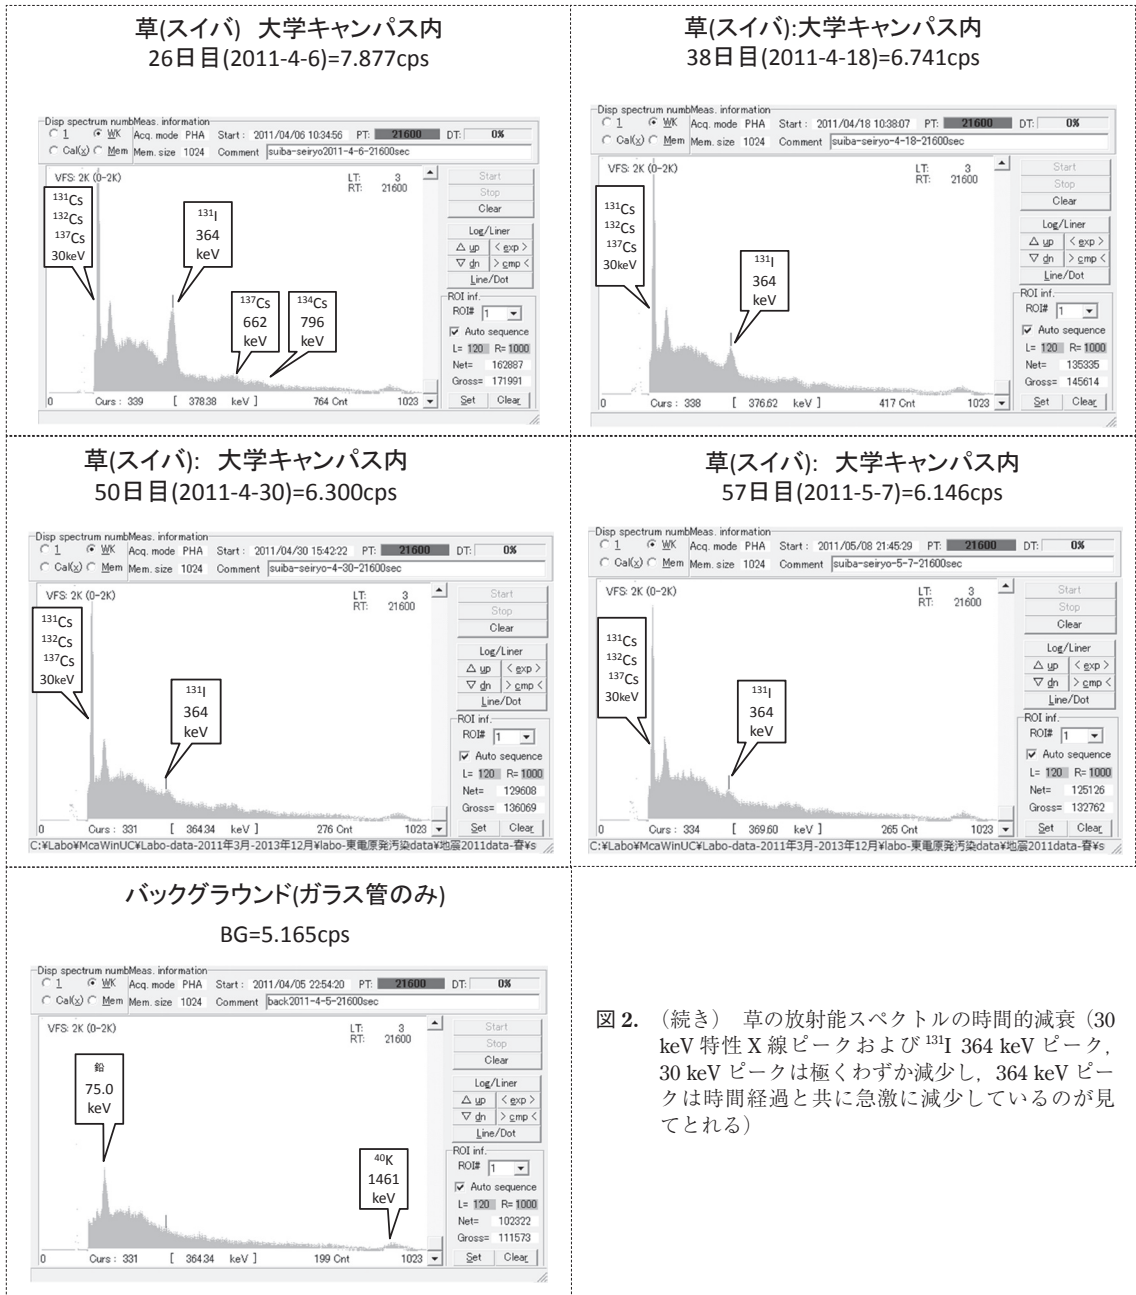 草(スイバ) 大学キャンパス内
26日目(2011-4-6)=7.877cps
Disp spectrum numb Meas. information
1 WK Acq. mode PHA Start : 2011/04/06 10:34:56 PT: 21600 DT: 0%
Cal(x) Mem Mem. size 1024 Comment suiba-seiryo2011-4-6-21600sec
VFS: 2K (0-2K)
LT: 3
RT: 21600
131Cs
132Cs
137Cs
30keV
131I
364
keV
137Cs
662
keV
134Cs
796
keV
0 Curs : 339 [ 378.38 keV ] 764 Cnt 1023
Start
Stop
Clear
Log/Liner
△ up < exp >
▽ dn > cmp <
Line/Dot
ROI inf.
ROI# 1
Auto sequence
L= 120 R= 1000
Net= 162887
Gross= 171991
Set Clear
草(スイバ):大学キャンパス内
38日目(2011-4-18)=6.741cps
Disp spectrum numb Meas. information
1 WK Acq. mode PHA Start : 2011/04/18 10:38:07 PT: 21600 DT: 0%
Cal(x) Mem Mem. size 1024 Comment suiba-seiryo-4-18-21600sec
VFS: 2K (0-2K)
LT: 3
RT: 21600
131Cs
132Cs
137Cs
30keV
131I
364
keV
0 Curs : 338 [ 376.62 keV ] 417 Cnt 1023
Start
Stop
Clear
Log/Liner
△ up < exp >
▽ dn > cmp <
Line/Dot
ROI inf.
ROI# 1
Auto sequence
L= 120 R= 1000
Net= 135335
Gross= 145614
Set Clear
草(スイバ): 大学キャンパス内
50日目(2011-4-30)=6.300cps
Disp spectrum numb Meas. information
1 WK Acq. mode PHA Start : 2011/04/30 15:42:22 PT: 21600 DT: 0%
Cal(x) Mem Mem. size 1024 Comment suiba-seiryo-4-30-21600sec
VFS: 2K (0-2K)
LT: 3
RT: 21600
131Cs
132Cs
137Cs
30keV
131I
364
keV
0 Curs : 331 [ 364.34 keV ] 276 Cnt 1023
Start
Stop
Clear
Log/Liner
△ up < exp >
▽ dn > cmp <
Line/Dot
ROI inf.
ROI# 1
Auto sequence
L= 120 R= 1000
Net= 129608
Gross= 136069
Set Clear
C:¥Labo¥McaWinUC¥Labo-data-2011年3月-2013年12月¥labo-東電原発汚染data¥地震2011data-春¥s
草(スイバ): 大学キャンパス内
57日目(2011-5-7)=6.146cps
Disp spectrum numb Meas. information
1 WK Acq. mode PHA Start : 2011/05/08 21:45:29 PT: 21600 DT: 0%
Cal(x) Mem Mem. size 1024 Comment suiba-seiryo-5-7-21600sec
VFS: 2K (0-2K)
LT: 3
RT: 21600
131Cs
132Cs
137Cs
30keV
131I
364
keV
0 Curs : 334 [ 369.60 keV ] 265 Cnt 1023
Start
Stop
Clear
Log/Liner
△ up < exp >
▽ dn > cmp <
Line/Dot
ROI inf.
ROI# 1
Auto sequence
L= 120 R= 1000
Net= 125126
Gross= 132762
Set Clear
C:¥Labo¥McaWinUC¥Labo-data-2011年3月-2013年12月¥labo-東電原発汚染data¥地震2011data-春¥s
バックグラウンド(ガラス管のみ)
BG=5.165cps
Disp spectrum numb Meas. information
1 WK Acq. mode PHA Start : 2011/04/05 22:54:20 PT: 21600 DT: 0%
Cal(x) Mem Mem. size 1024 Comment back2011-4-5-21600sec
VFS: 2K (0-2K)
LT: 3
RT: 21600
鉛
75.0
keV
40K
1461
keV
0 Curs : 331 [ 364.34 keV ] 199 Cnt 1023
Start
Stop
Clear
Log/Liner
△ up < exp >
▽ dn > cmp <
Line/Dot
ROI inf.
ROI# 1
Auto sequence
L= 120 R= 1000
Net= 102322
Gross= 111573
Set Clear
図 2. (続き) 草の放射能スペクトルの時間的減衰(30
keV 特性 X 線ピークおよび 131I 364 keV ピーク,
30 keV ピークは極くわずか減少し,364 keV ピー
クは時間経過と共に急激に減少しているのが見
てとれる)